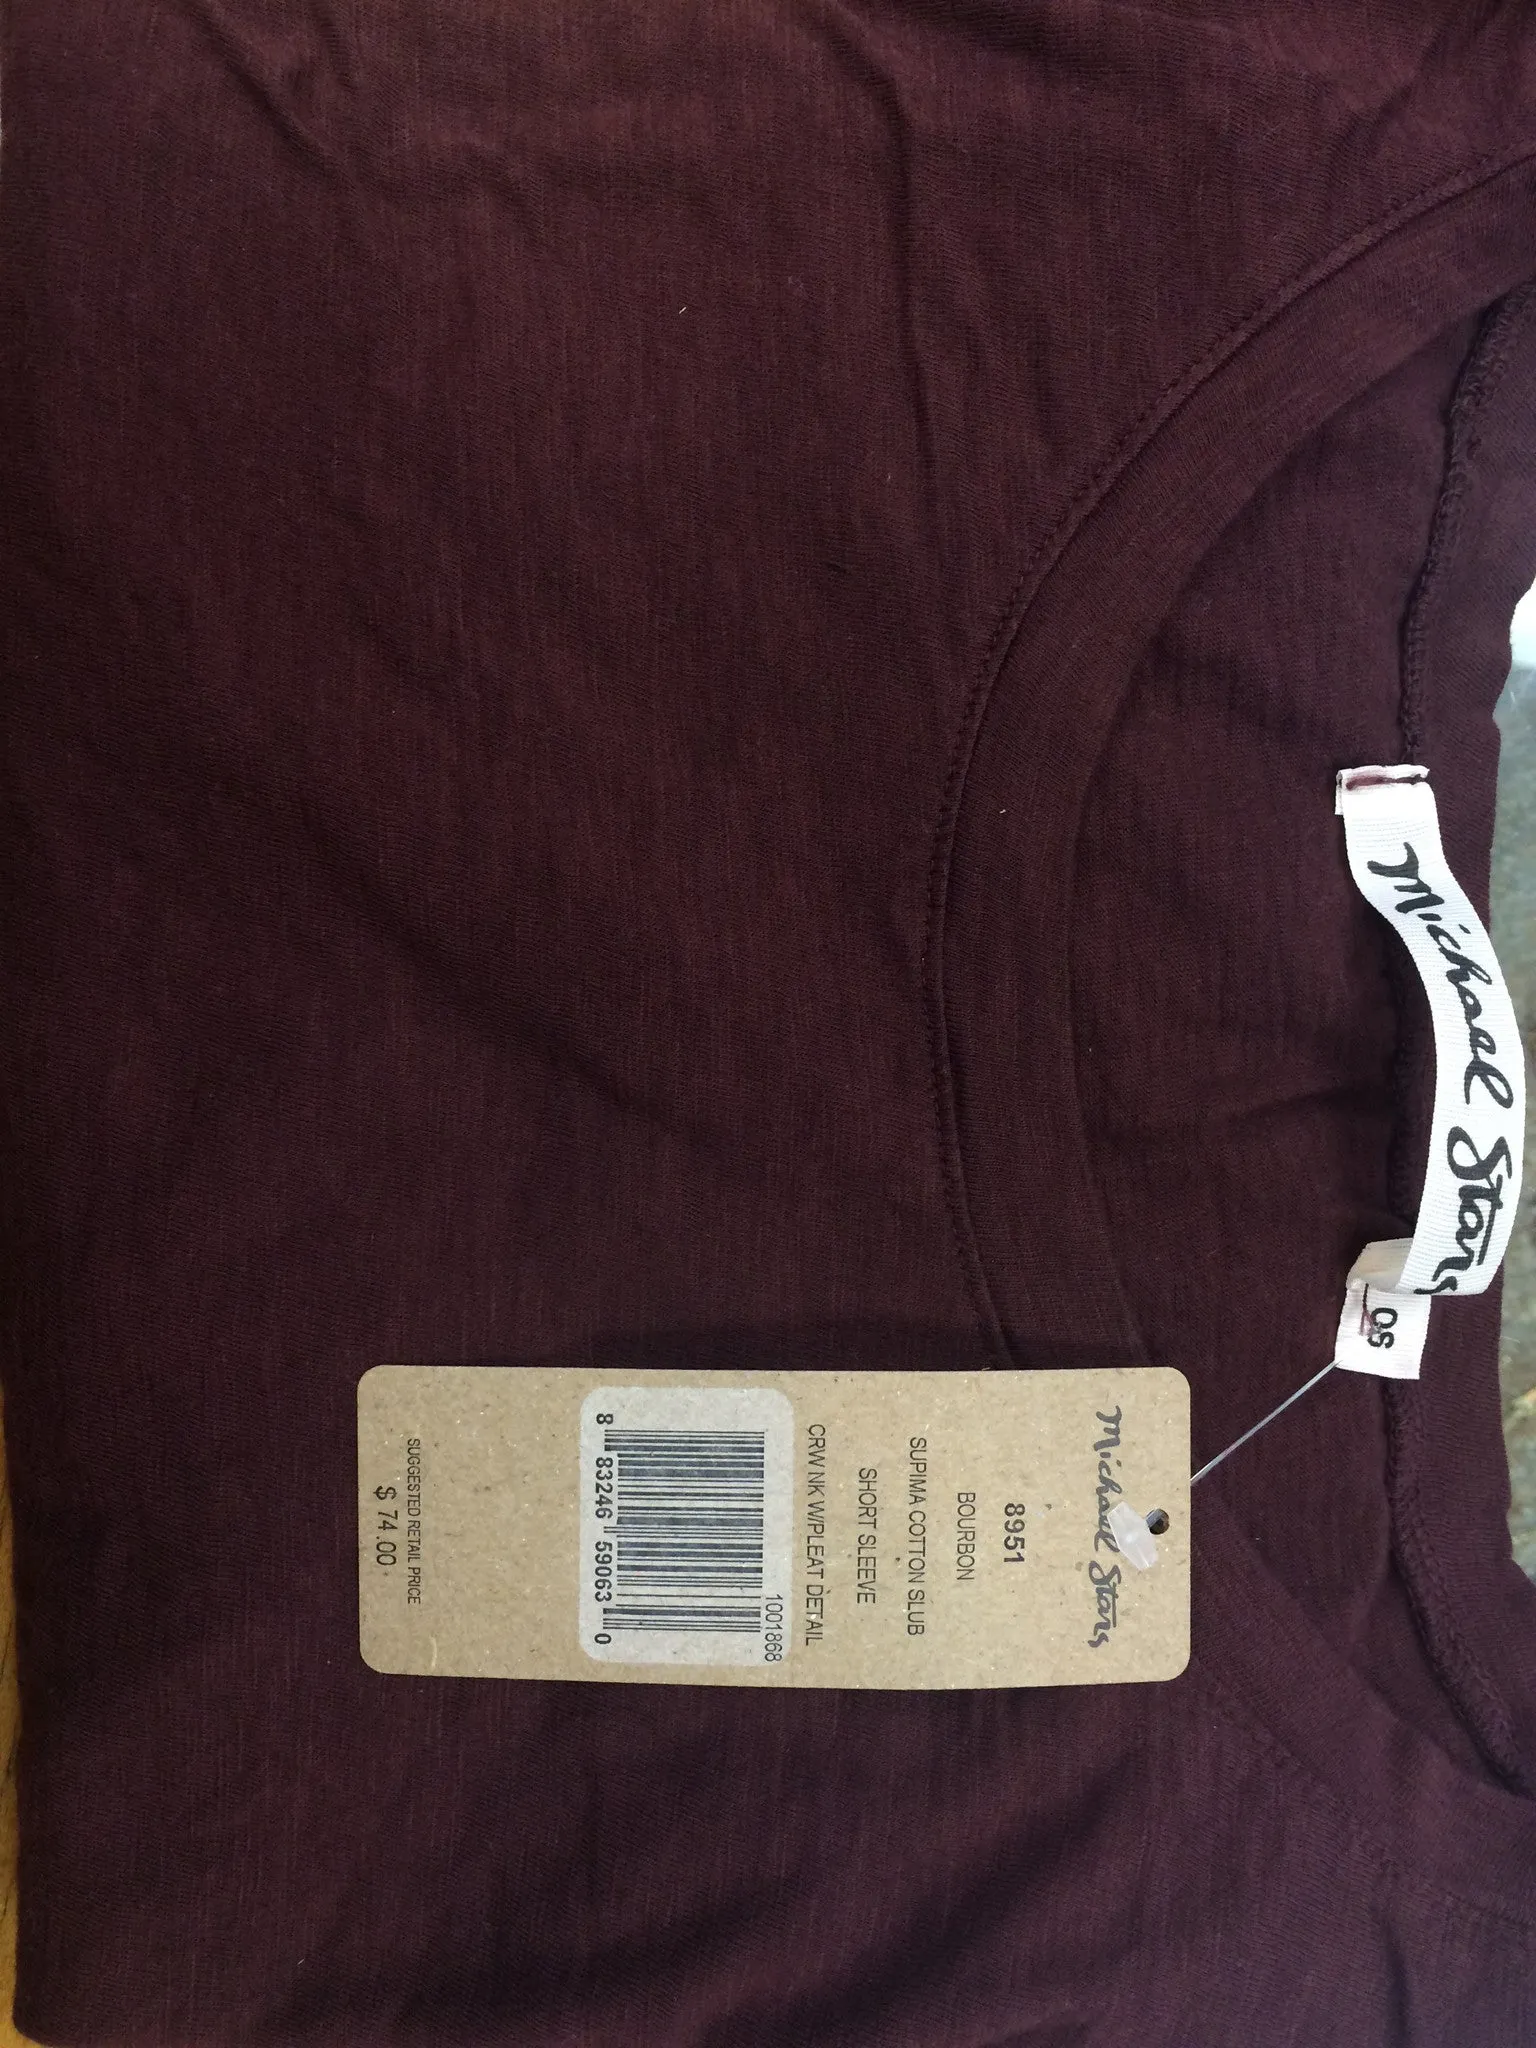 Michael Stars
OS
Michael Stars
8951
BOURBON
SUPIMA COTTON SLUB
SHORT SLEEVE
CRW NK W/PLEAT DETAIL
1001868
8 83246 59063 0
SUGGESTED RETAIL PRICE
$ 74.00